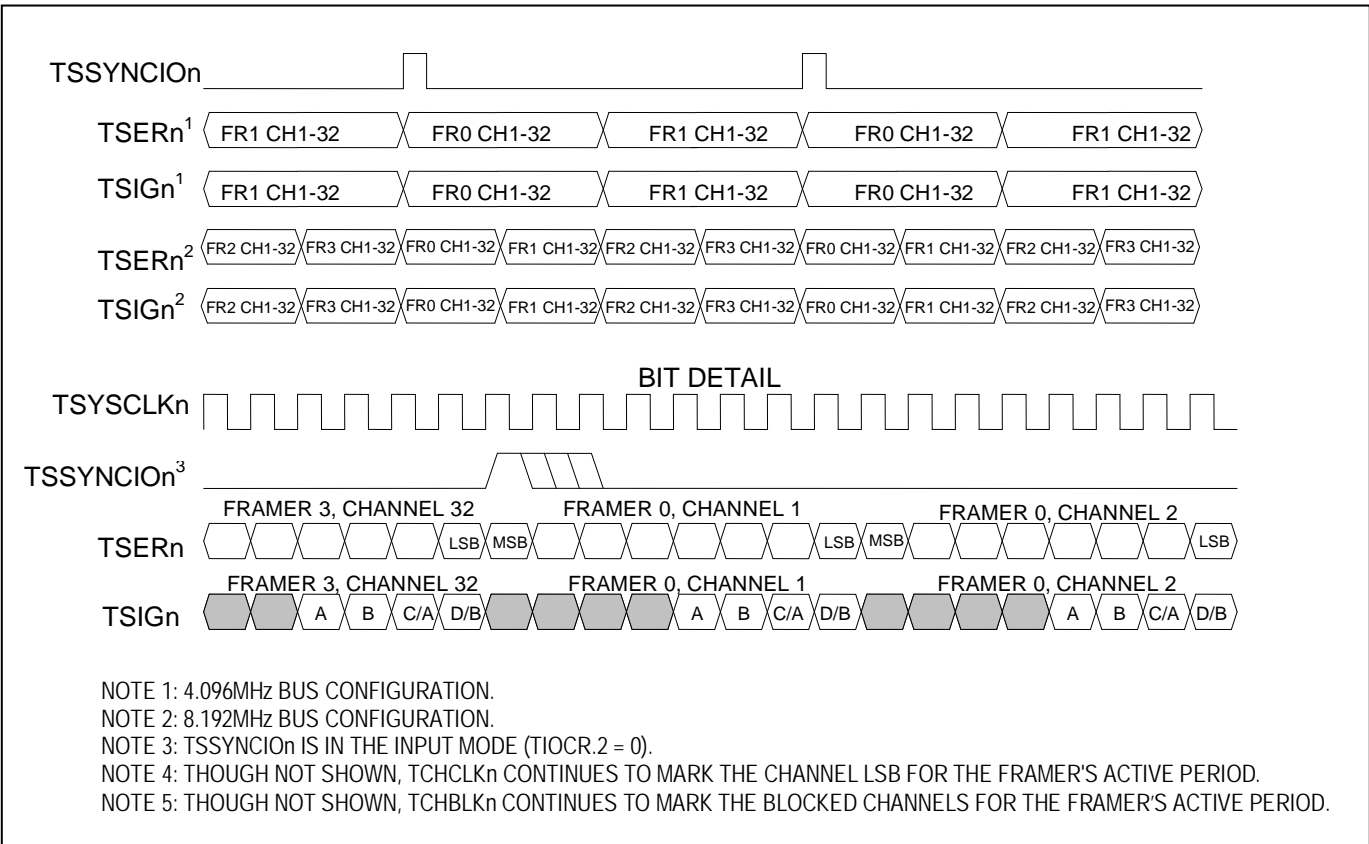 TSSYNCIOn
TSERn¹ FR1 CH1-32 FR0 CH1-32 FR1 CH1-32 FR0 CH1-32 FR1 CH1-32
TSIGn¹ FR1 CH1-32 FR0 CH1-32 FR1 CH1-32 FR0 CH1-32 FR1 CH1-32
TSERn² FR2 CH1-32 FR3 CH1-32 FR0 CH1-32 FR1 CH1-32 FR2 CH1-32 FR3 CH1-32 FR0 CH1-32 FR1 CH1-32 FR2 CH1-32 FR3 CH1-32
TSIGn² FR2 CH1-32 FR3 CH1-32 FR0 CH1-32 FR1 CH1-32 FR2 CH1-32 FR3 CH1-32 FR0 CH1-32 FR1 CH1-32 FR2 CH1-32 FR3 CH1-32
BIT DETAIL
TSYSCLKn
TSSYNCIOn³
FRAMER 3, CHANNEL 32 FRAMER 0, CHANNEL 1 FRAMER 0, CHANNEL 2
TSERn LSB MSB LSB MSB LSB
FRAMER 3, CHANNEL 32 FRAMER 0, CHANNEL 1 FRAMER 0, CHANNEL 2
TSIGn A B C/A D/B A B C/A D/B A B C/A D/B
NOTE 1: 4.096MHz BUS CONFIGURATION.
NOTE 2: 8.192MHz BUS CONFIGURATION.
NOTE 3: TSSYNCIOn IS IN THE INPUT MODE (TIOCR.2 = 0).
NOTE 4: THOUGH NOT SHOWN, TCHCLKn CONTINUES TO MARK THE CHANNEL LSB FOR THE FRAMER'S ACTIVE PERIOD.
NOTE 5: THOUGH NOT SHOWN, TCHBLKn CONTINUES TO MARK THE BLOCKED CHANNELS FOR THE FRAMER’S ACTIVE PERIOD.